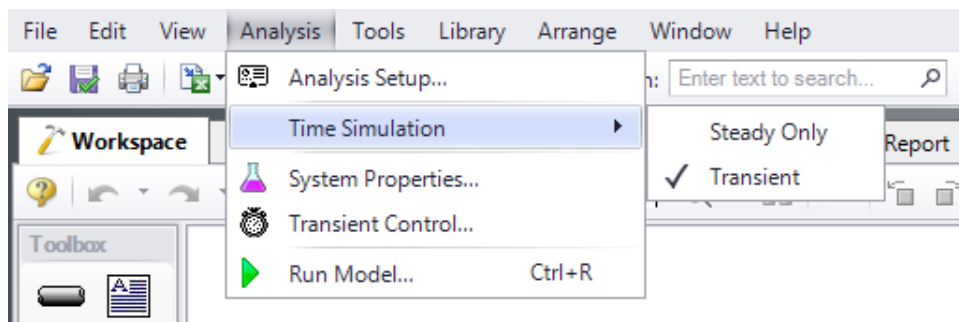 File Edit View Analysis Tools Library Arrange Window Help
Analysis Setup...
Enter text to search...
Workspace
Time Simulation
Steady Only
Report
System Properties...
Transient
Transient Control...
Toolbox
Run Model... Ctrl+R